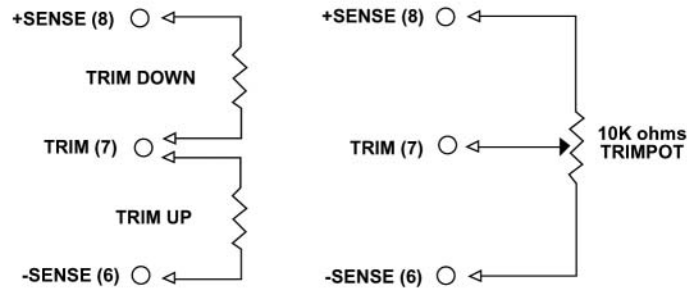 +SENSE (8)
TRIM DOWN
TRIM (7)
TRIM UP
-SENSE (6)
+SENSE (8)
TRIM (7)
10K ohms
TRIMPOT
-SENSE (6)